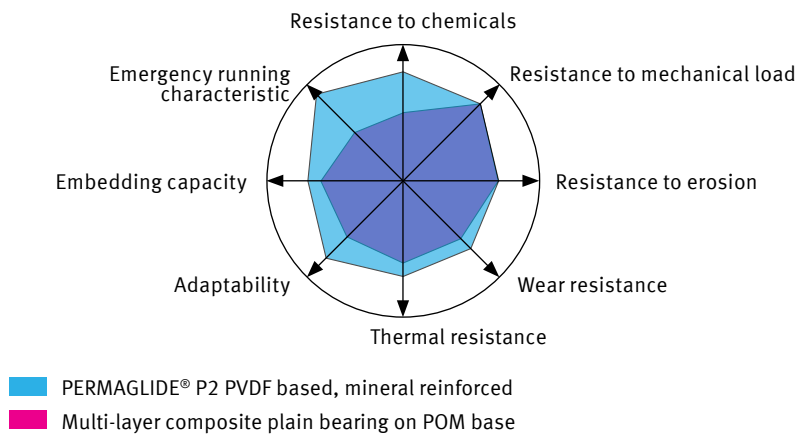 Resistance to chemicals
Emergency running
characteristic
Resistance to mechanical load
Embedding capacity
Resistance to erosion
Adaptability
Wear resistance
Thermal resistance
PERMAGLIDE® P2 PVDF based, mineral reinforced
Multi-layer composite plain bearing on POM base